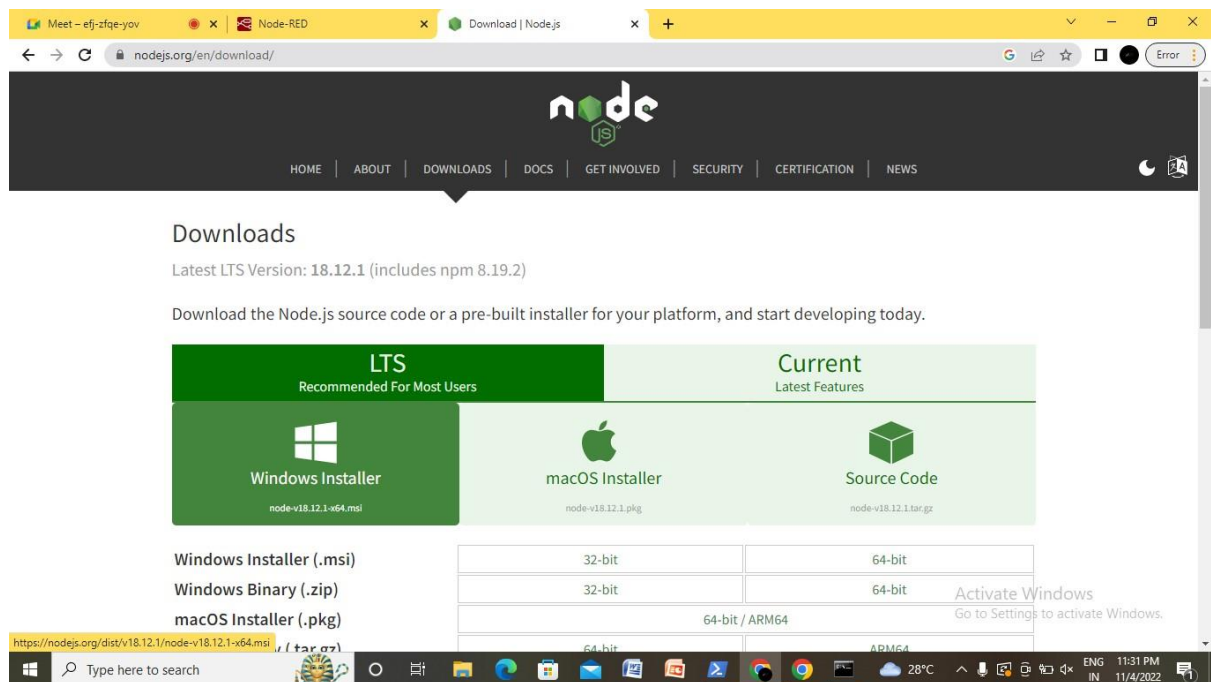 Meet – efj-zfqe-yov
Node-RED
Download | Node.js
nodejs.org/en/download/
Error
node
JS
HOME | ABOUT | DOWNLOADS | DOCS | GET INVOLVED | SECURITY | CERTIFICATION | NEWS
Downloads
Latest LTS Version: 18.12.1 (includes npm 8.19.2)
Download the Node.js source code or a pre-built installer for your platform, and start developing today.
LTS
Recommended For Most Users
Current
Latest Features
Windows Installer
node-v18.12.1-x64.msi
macOS Installer
node-v18.12.1.pkg
Source Code
node-v18.12.1.tar.gz
Windows Installer (.msi) 32-bit 64-bit
Windows Binary (.zip) 32-bit 64-bit
macOS Installer (.pkg) 64-bit / ARM64
(.tar.gz) 64-bit ARM64
Activate Windows
Go to Settings to activate Windows.
https://nodejs.org/dist/v18.12.1/node-v18.12.1-x64.msi
Type here to search
28°C
ENG
IN
11:31 PM
11/4/2022